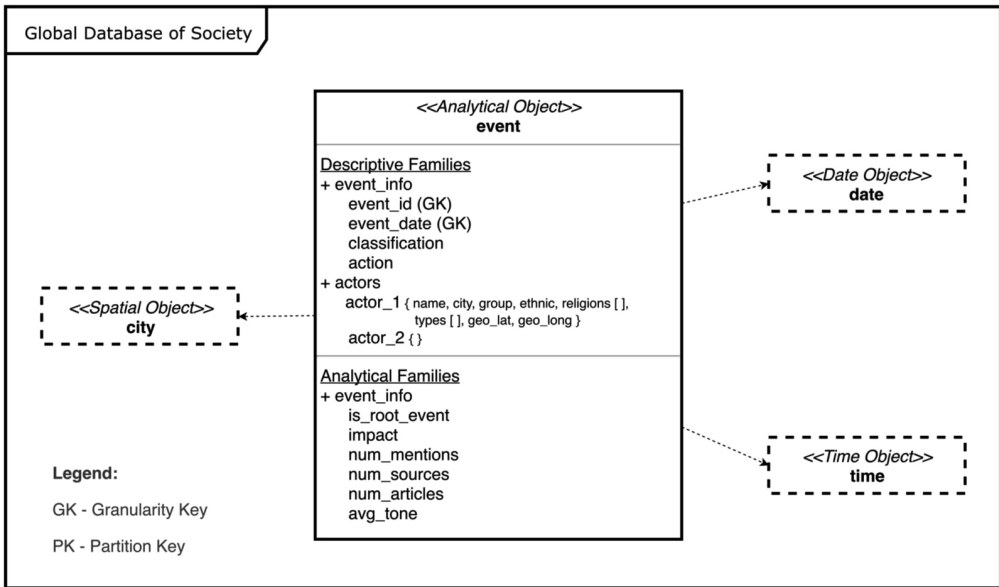 Global Database of Society
<<Analytical Object>>
event
Descriptive Families
+ event_info
event_id (GK)
event_date (GK)
classification
action
+ actors
actor_1 { name, city, group, ethnic, religions [ ],
types [ ], geo_lat, geo_long }
actor_2 { }
Analytical Families
+ event_info
is_root_event
impact
num_mentions
num_sources
num_articles
avg_tone
<<Date Object>>
date
<<Spatial Object>>
city
<<Time Object>>
time
Legend:
GK - Granularity Key
PK - Partition Key